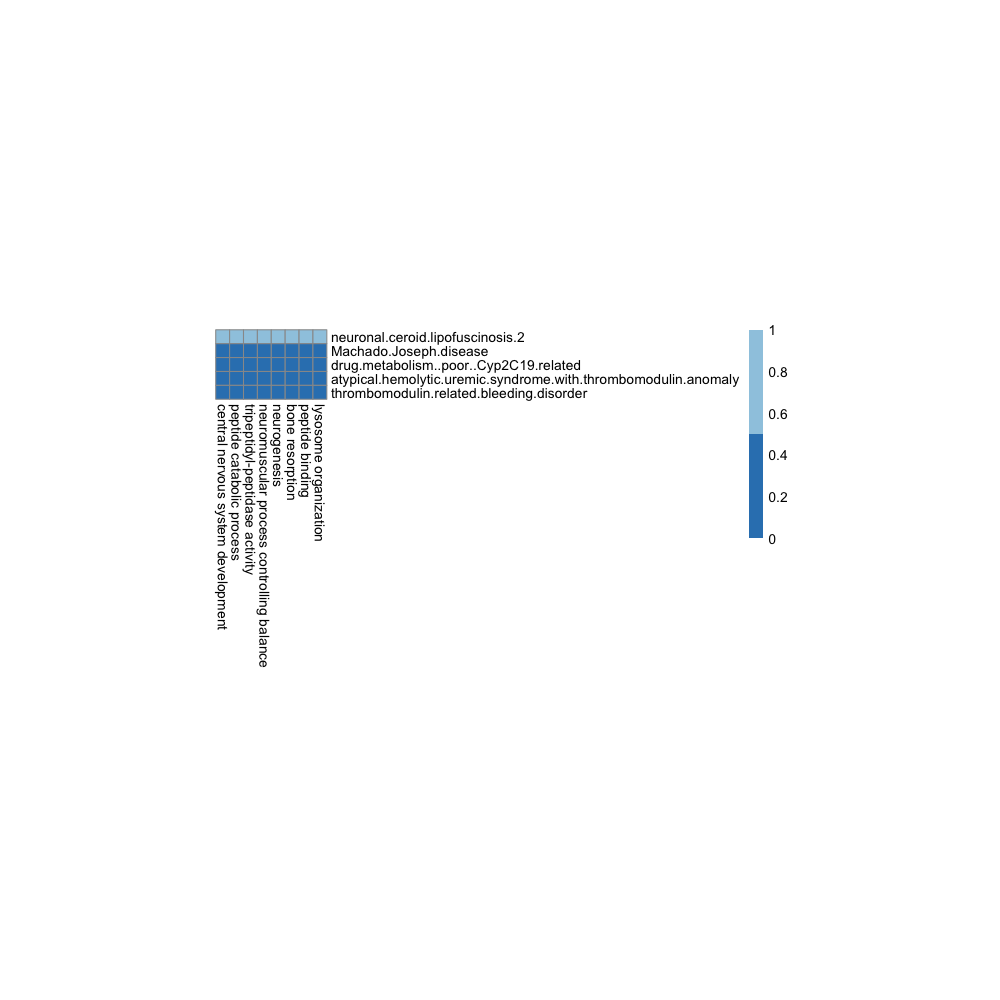 neuronal.ceroid.lipofuscinosis.2
Machado.Joseph.disease
drug.metabolism..poor..Cyp2C19.related
atypical.hemolytic.uremic.syndrome.with.thrombomodulin.anomaly
thrombomodulin.related.bleeding.disorder
central nervous system development
peptide catabolic process
tripeptidyl-peptidase activity
neuromuscular process controlling balance
neurogenesis
bone resorption
peptide binding
lysosome organization
1
0.8
0.6
0.4
0.2
0